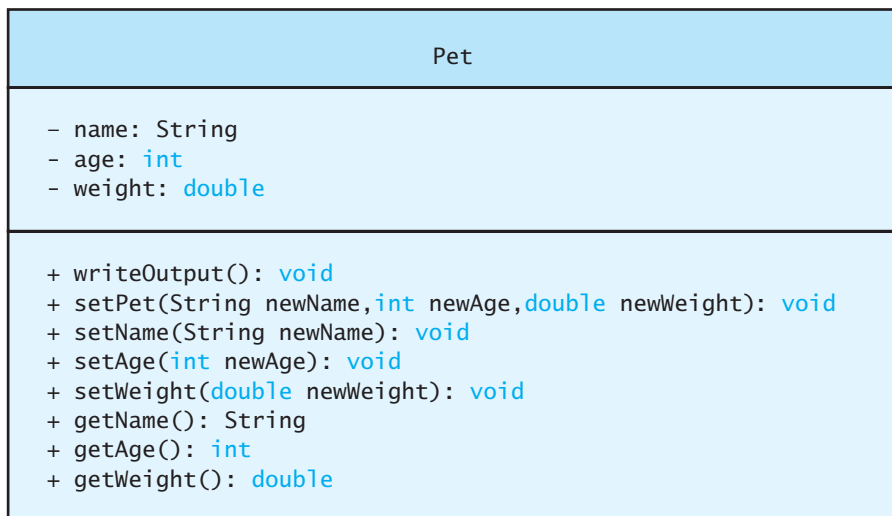 Pet
– name: String
– age: int
– weight: double
+ writeOutput(): void
+ setPet(String newName,int newAge,double newWeight): void
+ setName(String newName): void
+ setAge(int newAge): void
+ setWeight(double newWeight): void
+ getName(): String
+ getAge(): int
+ getWeight(): double